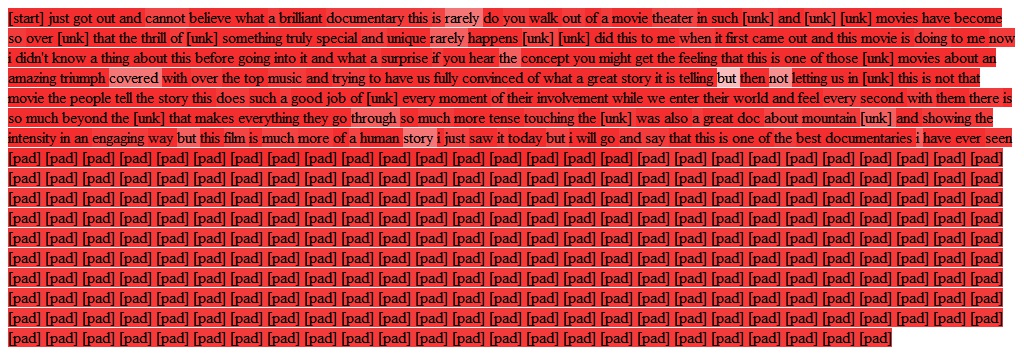 [start] just got out and cannot believe what a brilliant documentary this is rarely do you walk out of a movie theater in such [unk] and [unk] [unk] movies have become
so over [unk] that the thrill of [unk] something truly special and unique rarely happens [unk] [unk] did this to me when it first came out and this movie is doing to me now
i didn't know a thing about this before going into it and what a surprise if you hear the concept you might get the feeling that this is one of those [unk] movies about an
amazing triumph covered with over the top music and trying to have us fully convinced of what a great story it is telling but then not letting us in [unk] this is not that
movie the people tell the story this does such a good job of [unk] every moment of their involvement while we enter their world and feel every second with them there is
so much beyond the [unk] that makes everything they go through so much more tense touching the [unk] was also a great doc about mountain [unk] and showing the
intensity in an engaging way but this film is much more of a human story i just saw it today but i will go and say that this is one of the best documentaries i have ever seen
[pad] [pad] [pad] [pad] [pad] [pad] [pad] [pad] [pad] [pad] [pad] [pad] [pad] [pad] [pad] [pad] [pad] [pad] [pad] [pad] [pad] [pad] [pad] [pad] [pad] [pad] [pad]
[pad] [pad] [pad] [pad] [pad] [pad] [pad] [pad] [pad] [pad] [pad] [pad] [pad] [pad] [pad] [pad] [pad] [pad] [pad] [pad] [pad] [pad] [pad] [pad] [pad] [pad] [pad]
[pad] [pad] [pad] [pad] [pad] [pad] [pad] [pad] [pad] [pad] [pad] [pad] [pad] [pad] [pad] [pad] [pad] [pad] [pad] [pad] [pad] [pad] [pad] [pad] [pad] [pad] [pad]
[pad] [pad] [pad] [pad] [pad] [pad] [pad] [pad] [pad] [pad] [pad] [pad] [pad] [pad] [pad] [pad] [pad] [pad] [pad] [pad] [pad] [pad] [pad] [pad] [pad] [pad] [pad]
[pad] [pad] [pad] [pad] [pad] [pad] [pad] [pad] [pad] [pad] [pad] [pad] [pad] [pad] [pad] [pad] [pad] [pad] [pad] [pad] [pad] [pad] [pad] [pad] [pad] [pad] [pad]
[pad] [pad] [pad] [pad] [pad] [pad] [pad] [pad] [pad] [pad] [pad] [pad] [pad] [pad] [pad] [pad] [pad] [pad] [pad] [pad] [pad] [pad] [pad] [pad] [pad] [pad] [pad]
[pad] [pad] [pad] [pad] [pad] [pad] [pad] [pad] [pad] [pad] [pad] [pad] [pad] [pad] [pad] [pad] [pad] [pad] [pad] [pad] [pad] [pad] [pad] [pad] [pad] [pad] [pad]
[pad] [pad] [pad] [pad] [pad] [pad] [pad] [pad] [pad] [pad] [pad] [pad] [pad] [pad] [pad] [pad] [pad] [pad] [pad] [pad] [pad] [pad] [pad] [pad] [pad] [pad] [pad]
[pad] [pad] [pad] [pad] [pad] [pad] [pad] [pad] [pad] [pad] [pad] [pad] [pad] [pad] [pad] [pad] [pad] [pad] [pad] [pad] [pad] [pad] [pad] [pad] [pad] [pad] [pad]
[pad] [pad] [pad] [pad] [pad] [pad] [pad] [pad] [pad] [pad] [pad] [pad] [pad] [pad] [pad] [pad] [pad] [pad] [pad] [pad] [pad] [pad] [pad] [pad]